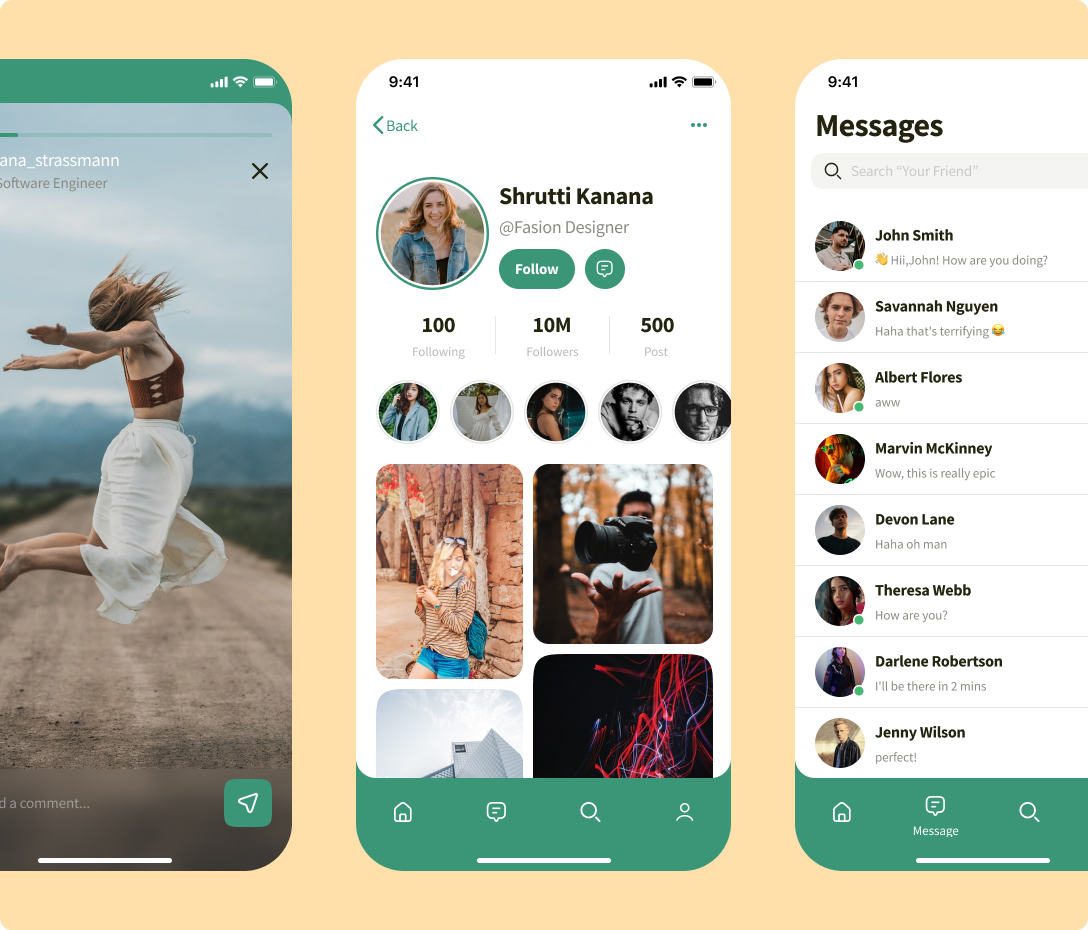 ana_strassmann
Software Engineer
a comment...
9:41
Back
Shrutti Kanana
@Fasion Designer
Follow
100
10M
500
Following
Followers
Post
9:41
Messages
Search “Your Friend”
John Smith
👋 Hii,John! How are you doing?
Savannah Nguyen
Haha that's terrifying 😂
Albert Flores
aww
Marvin McKinney
Wow, this is really epic
Devon Lane
Haha oh man
Theresa Webb
How are you?
Darlene Robertson
I'll be there in 2 mins
Jenny Wilson
perfect!
Message